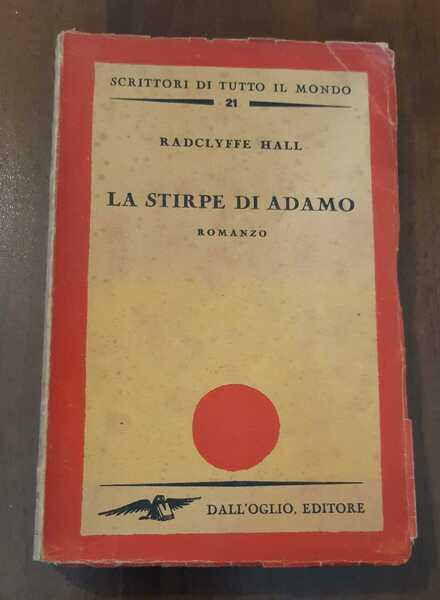 SCRITTORI DI TUTTO IL MONDO
21
RADCLYFFE HALL
LA STIRPE DI ADAMO
ROMANZO
DALL'OGLIO, EDITORE